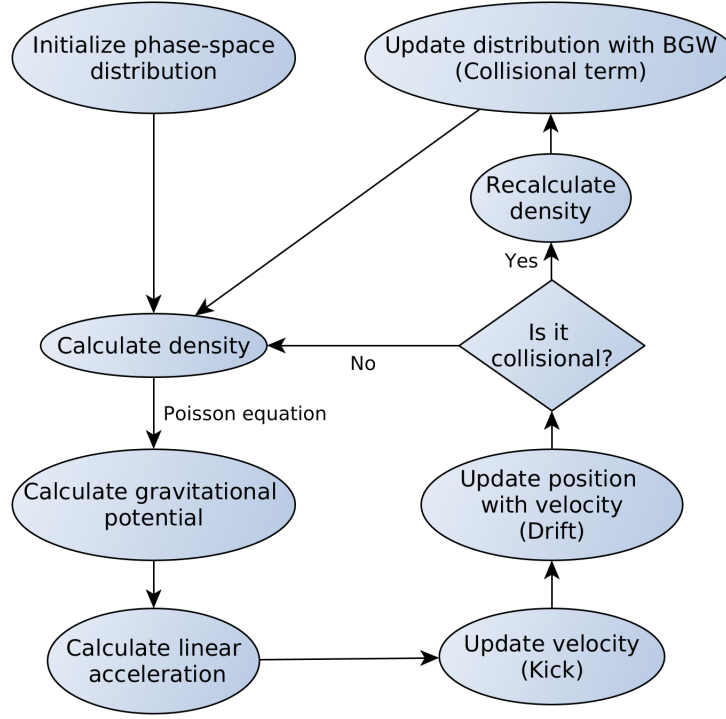 Initialize phase-space
distribution
Update distribution with BGW
(Collisional term)
Recalculate
density
Yes
Is it
collisional?
No
Calculate density
Poisson equation
Calculate gravitational
potential
Update position
with velocity
(Drift)
Calculate linear
acceleration
Update velocity
(Kick)